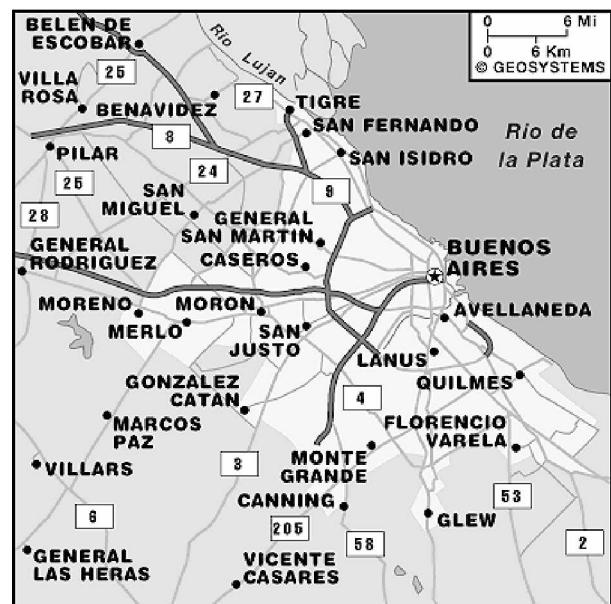 BELEN DE
ESCOBAR
0 6 Mi
0 6 Km
© GEOSYSTEMS
Rio Lujan
25
VILLA
ROSA
BENAVIDEZ
27
TIGRE
SAN FERNANDO
Rio de
la Plata
8
PILAR
24
SAN ISIDRO
25
SAN
MIGUEL
9
28
GENERAL
SAN MARTIN
GENERAL
RODRIGUEZ
CASEROS
BUENOS
AIRES
MORENO
MORON
AVELLANEDA
MERLO
SAN
JUSTO
LANUS
QUILMES
GONZALEZ
CATAN
4
MARCOS
PAZ
FLORENCIO
VARELA
VILLARS
3
MONTE
GRANDE
CANNING
53
6
205
GLEW
58
2
GENERAL
LAS HERAS
VICENTE
CASARES